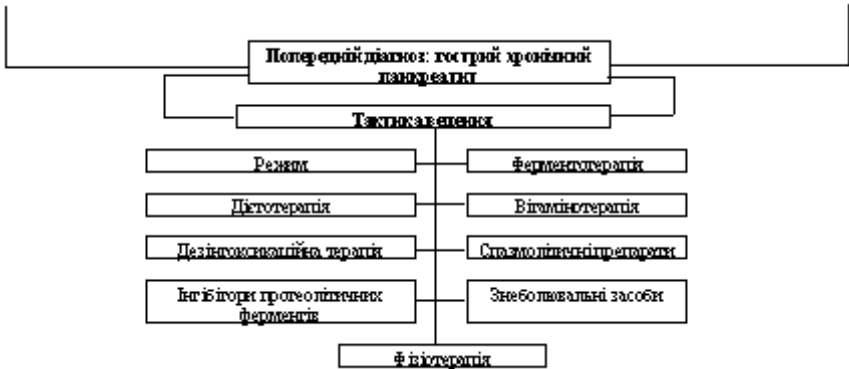 Попередній діагноз: гострий хронічний
панкреатит
Тактика ведення
Режим
Ферментотерапія
Дієтотерапія
Вітамінотерапія
Дезінтоксикаційна терапія
Спазмолітичні препарати
Інгібітори протеолітичних
ферментів
Знеболювальні засоби
Фізіотерапія